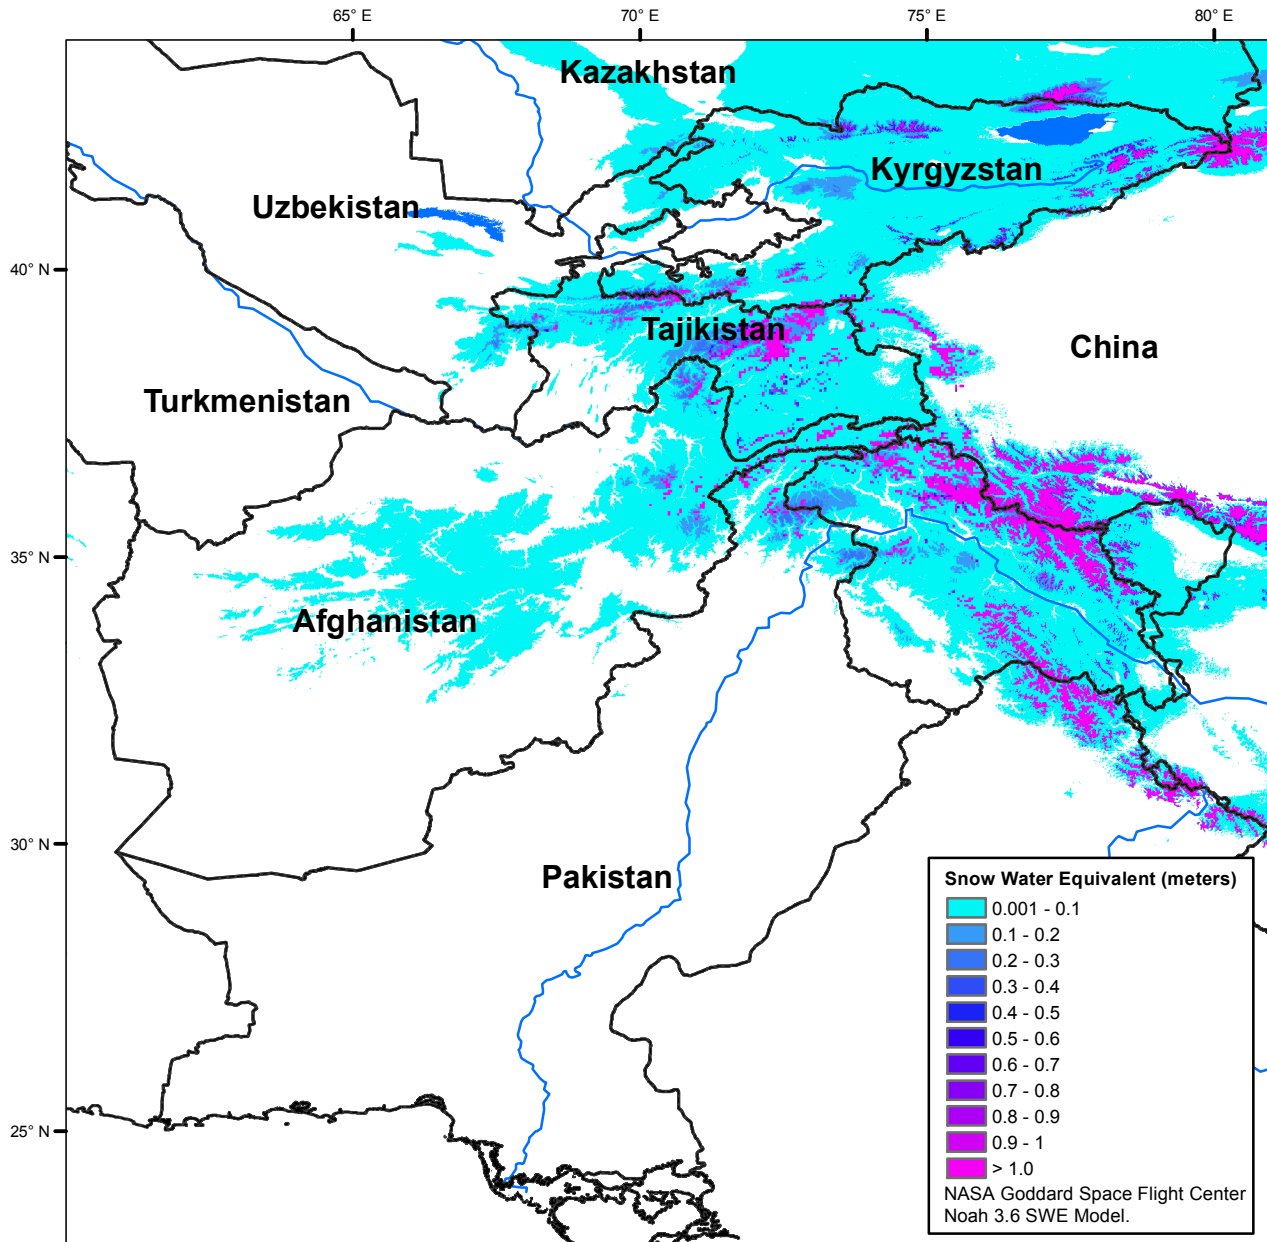 65° E
70° E
75° E
80° E
Kazakhstan
Kyrgyzstan
Uzbekistan
40° N
Tajikistan
China
Turkmenistan
35° N
Afghanistan
30° N
Pakistan
25° N
Snow Water Equivalent (meters)
0.001 - 0.1
0.1 - 0.2
0.2 - 0.3
0.3 - 0.4
0.4 - 0.5
0.5 - 0.6
0.6 - 0.7
0.7 - 0.8
0.8 - 0.9
0.9 - 1
> 1.0
NASA Goddard Space Flight Center
Noah 3.6 SWE Model.